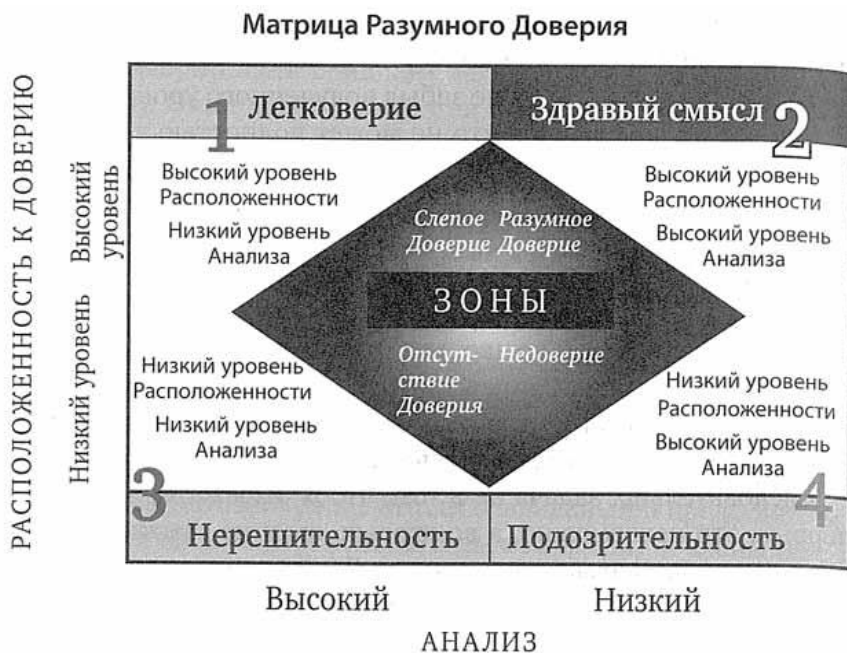 Матрица Разумного Доверия
РАСПОЛОЖЕННОСТЬ К ДОВЕРИЮ
Высокий
уровень
Низкий уровень
1
Легковерие
Здравый смысл
2
Высокий уровень
Расположенности
Низкий уровень
Анализа
Слепое
Доверие
Разумное
Доверие
Высокий уровень
Расположенности
Высокий уровень
Анализа
ЗОНЫ
Низкий уровень
Расположенности
Низкий уровень
Анализа
Отсут-
ствие
Доверия
Недоверие
Низкий уровень
Расположенности
Высокий уровень
Анализа
3
Нерешительность
Подозрительность
4
Высокий
Низкий
АНАЛИЗ